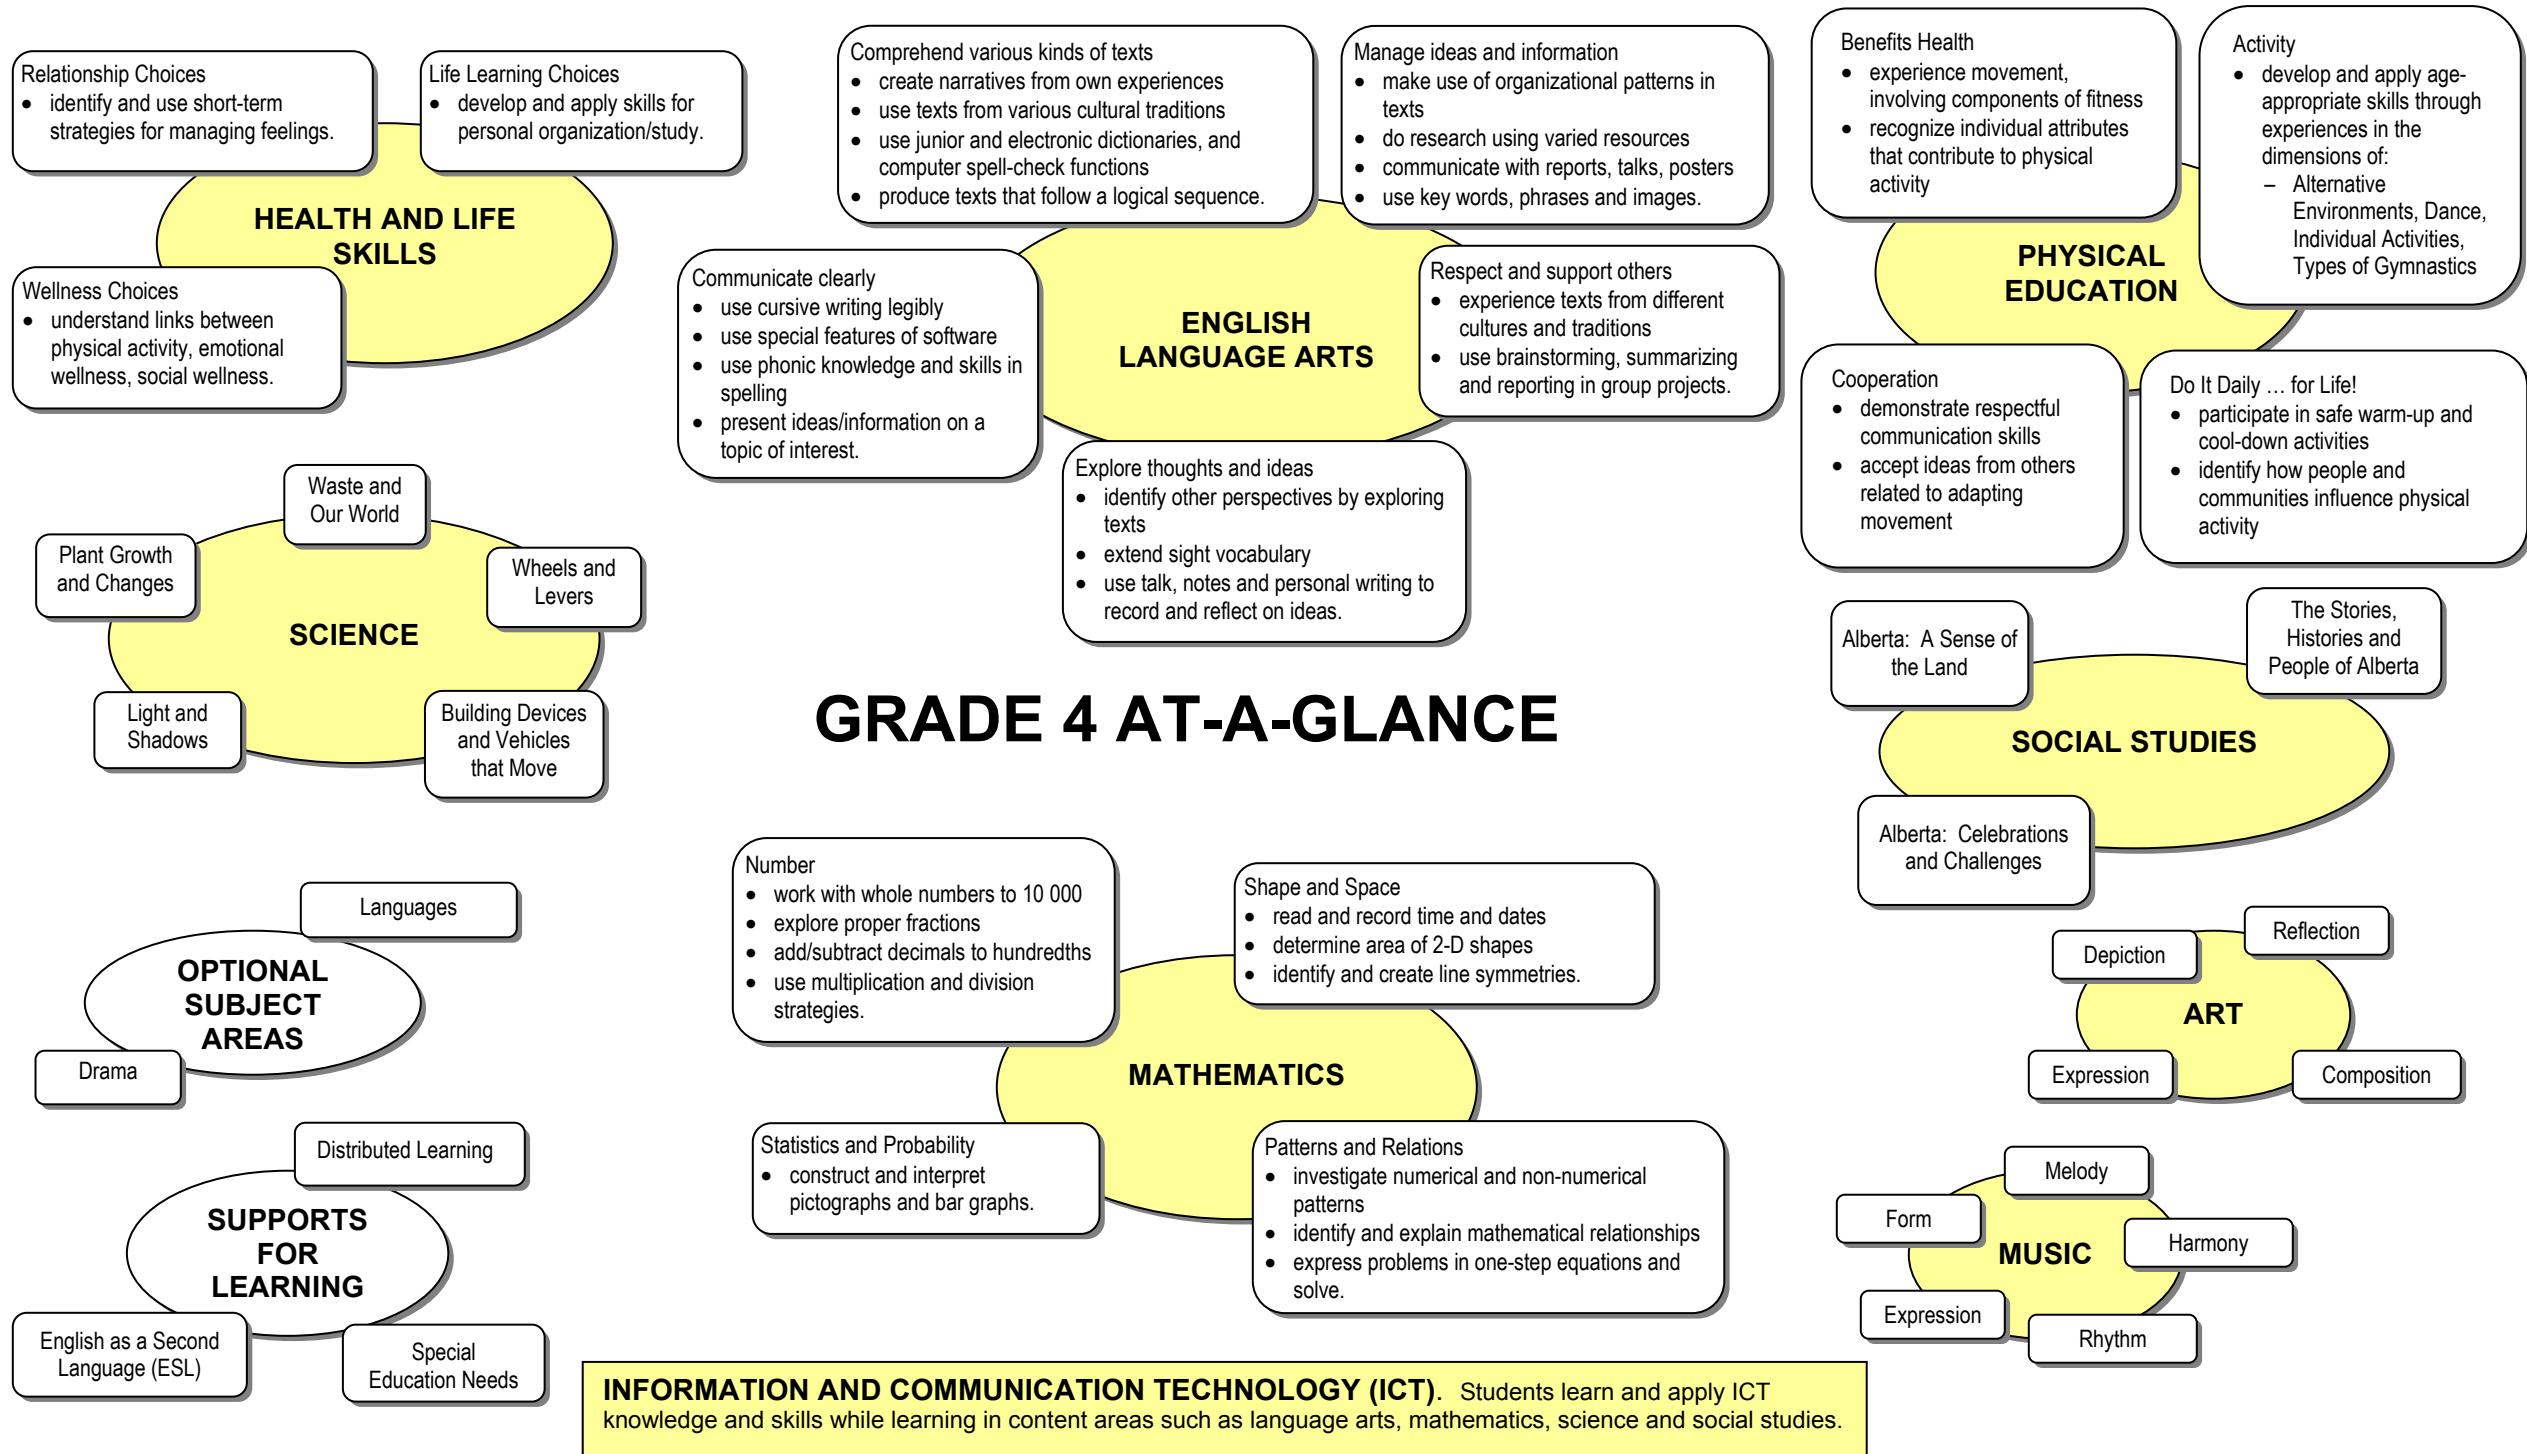 Relationship Choices
• identify and use short-term
strategies for managing feelings.
Life Learning Choices
• develop and apply skills for
personal organization/study.
HEALTH AND LIFE
SKILLS
Wellness Choices
• understand links between
physical activity, emotional
wellness, social wellness.
Comprehend various kinds of texts
• create narratives from own experiences
• use texts from various cultural traditions
• use junior and electronic dictionaries, and
computer spell-check functions
• produce texts that follow a logical sequence.
Manage ideas and information
• make use of organizational patterns in
texts
• do research using varied resources
• communicate with reports, talks, posters
• use key words, phrases and images.
Communicate clearly
• use cursive writing legibly
• use special features of software
• use phonic knowledge and skills in
spelling
• present ideas/information on a
topic of interest.
ENGLISH
LANGUAGE ARTS
Respect and support others
• experience texts from different
cultures and traditions
• use brainstorming, summarizing
and reporting in group projects.
Explore thoughts and ideas
• identify other perspectives by exploring
texts
• extend sight vocabulary
• use talk, notes and personal writing to
record and reflect on ideas.
Benefits Health
• experience movement,
involving components of fitness
• recognize individual attributes
that contribute to physical
activity
Activity
• develop and apply age-
appropriate skills through
experiences in the
dimensions of:
– Alternative
Environments, Dance,
Individual Activities,
Types of Gymnastics
PHYSICAL
EDUCATION
Cooperation
• demonstrate respectful
communication skills
• accept ideas from others
related to adapting
movement
Do It Daily … for Life!
• participate in safe warm-up and
cool-down activities
• identify how people and
communities influence physical
activity
Waste and
Our World
Plant Growth
and Changes
Wheels and
Levers
SCIENCE
Light and
Shadows
Building Devices
and Vehicles
that Move
GRADE 4 AT-A-GLANCE
Alberta: A Sense of
the Land
The Stories,
Histories and
People of Alberta
SOCIAL STUDIES
Alberta: Celebrations
and Challenges
Languages
OPTIONAL
SUBJECT
AREAS
Drama
Number
• work with whole numbers to 10 000
• explore proper fractions
• add/subtract decimals to hundredths
• use multiplication and division
strategies.
Shape and Space
• read and record time and dates
• determine area of 2-D shapes
• identify and create line symmetries.
MATHEMATICS
Statistics and Probability
• construct and interpret
pictographs and bar graphs.
Patterns and Relations
• investigate numerical and non-numerical
patterns
• identify and explain mathematical relationships
• express problems in one-step equations and
solve.
Depiction
Reflection
ART
Expression
Composition
Distributed Learning
SUPPORTS
FOR
LEARNING
English as a Second
Language (ESL)
Special
Education Needs
Melody
Form
Harmony
MUSIC
Expression
Rhythm
INFORMATION AND COMMUNICATION TECHNOLOGY (ICT). Students learn and apply ICT
knowledge and skills while learning in content areas such as language arts, mathematics, science and social studies.